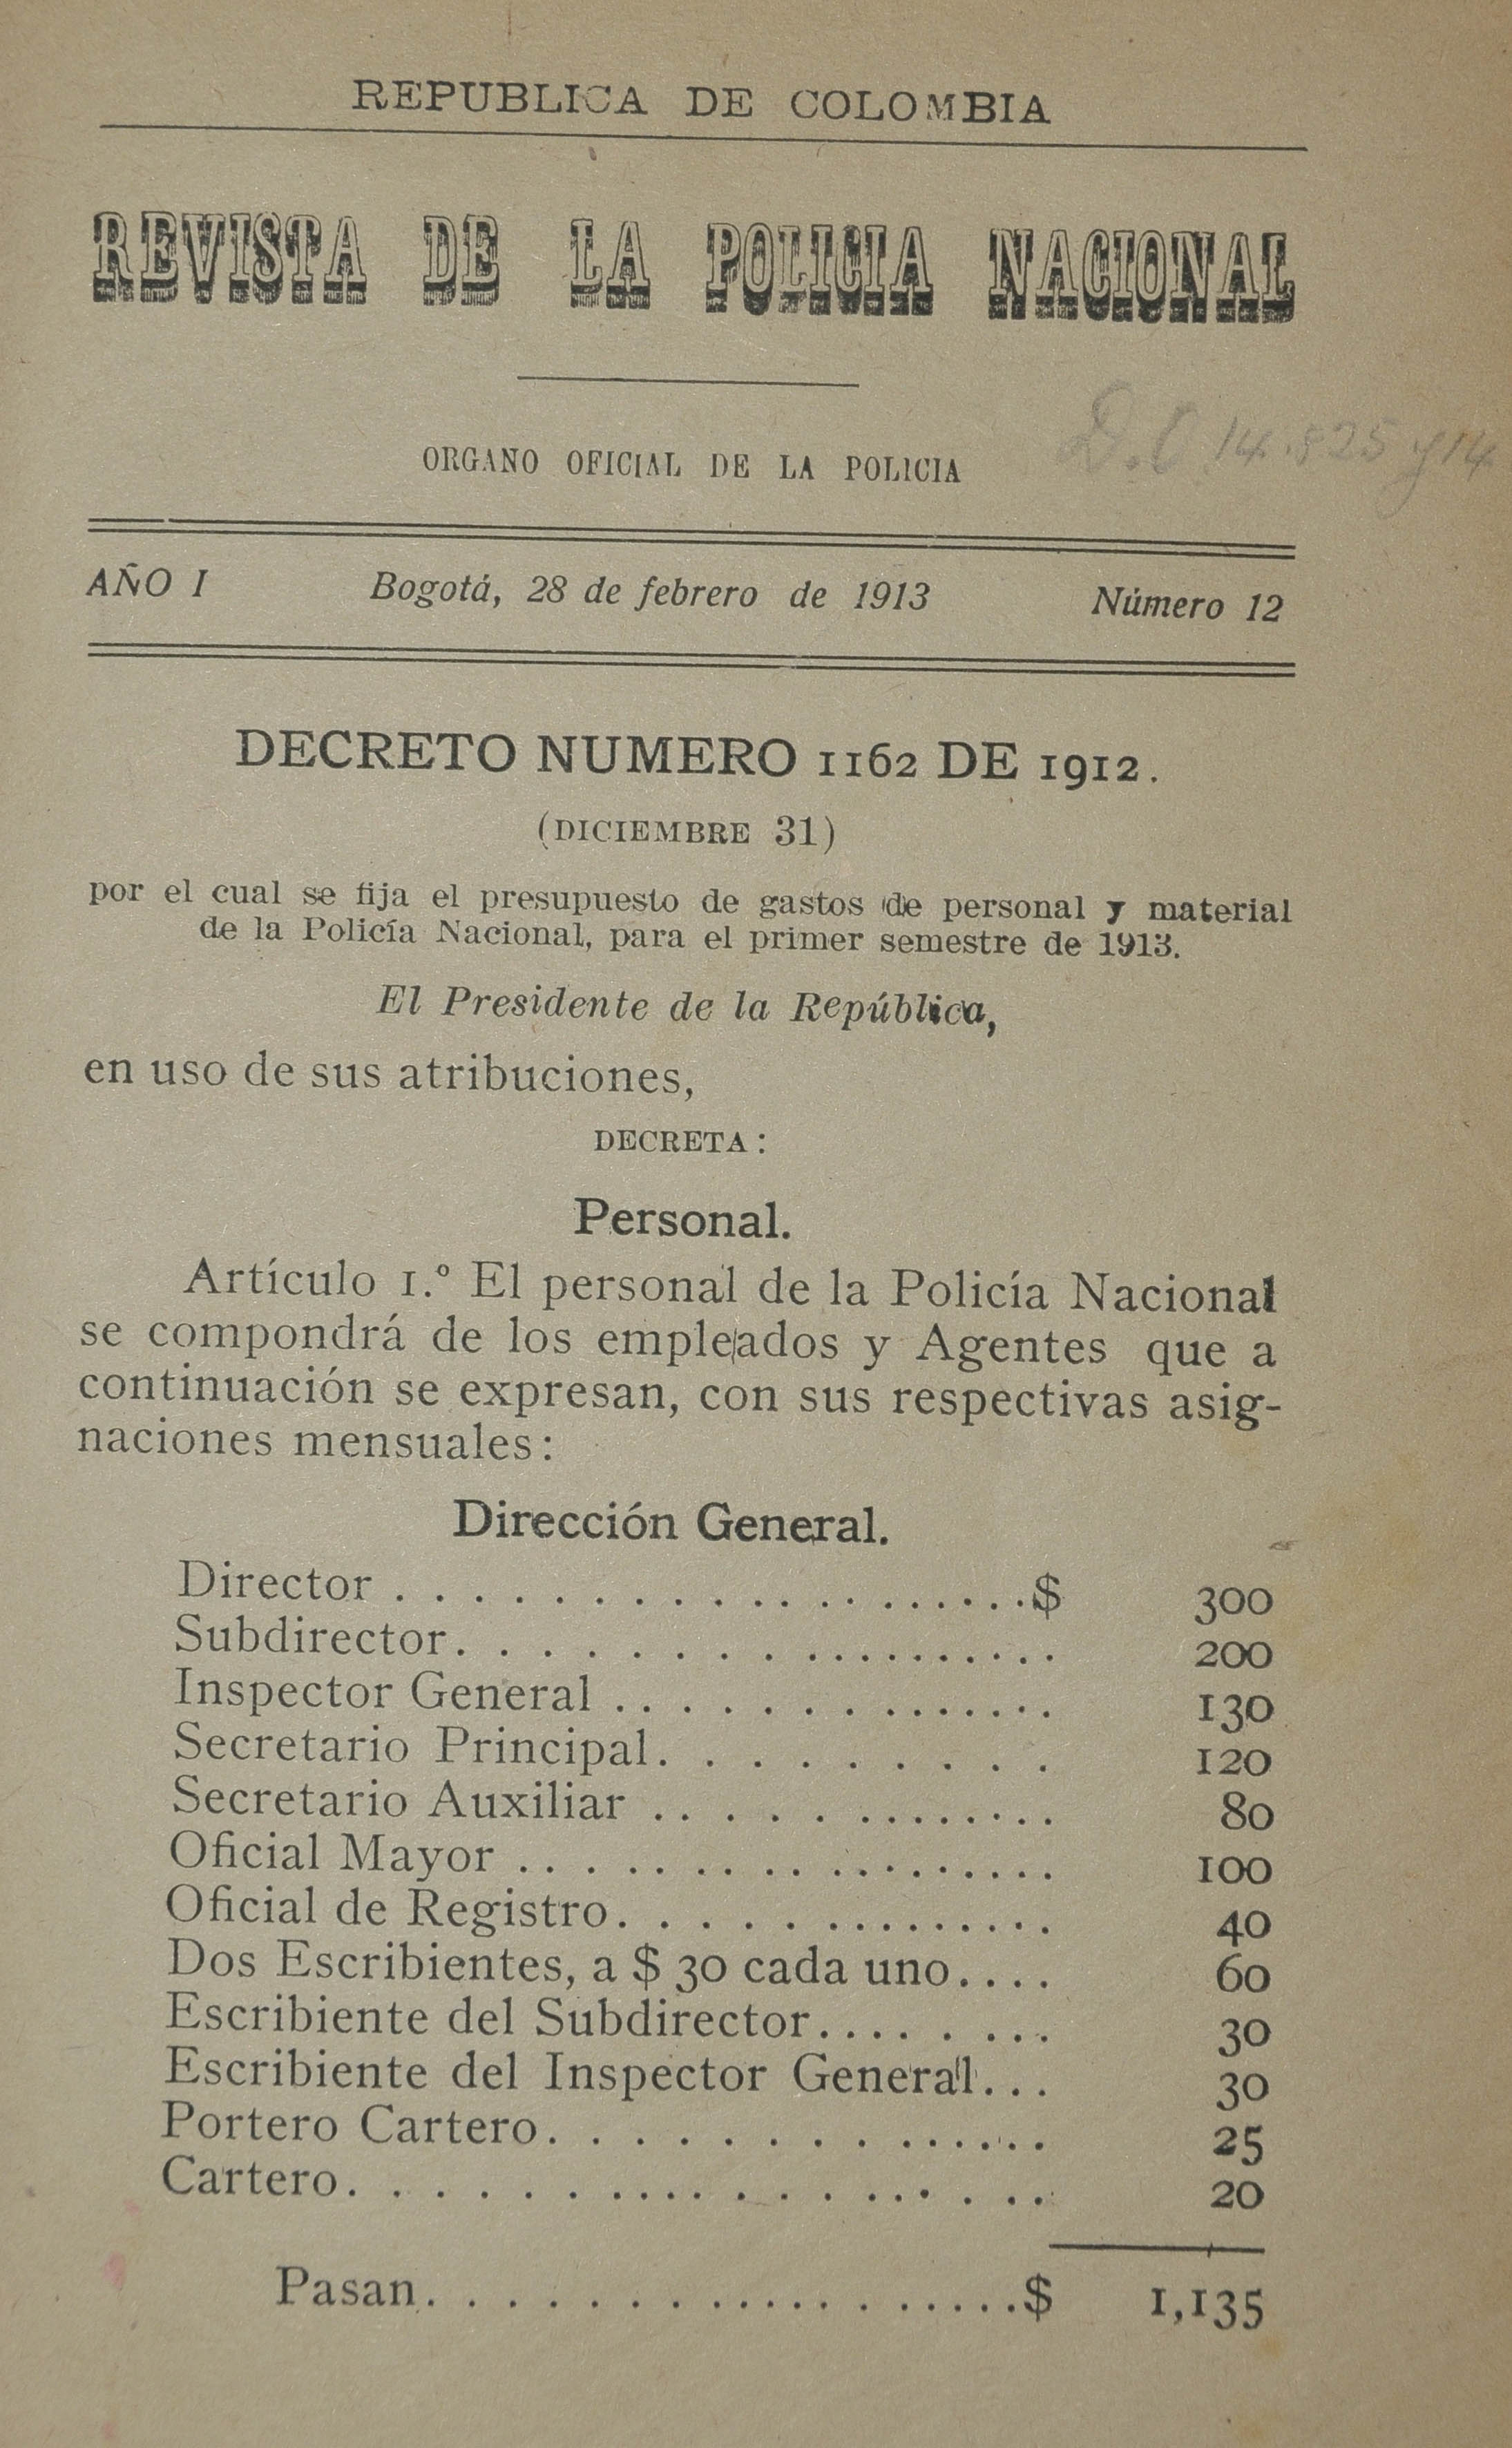 REPUBLICA DE COLOMBIA
REVISTA DE LA POLICIA NACIONAL
ORGANO OFICIAL DE LA POLICIA
D. O 14.825 y 14
AÑO I Bogotá, 28 de febrero de 1913 Número 12
DECRETO NUMERO 1162 DE 1912.
(DICIEMBRE 31)
por el cual se fija el presupuesto de gastos de personal y material
de la Policía Nacional, para el primer semestre de 1913.
El Presidente de la República,
en uso de sus atribuciones,
DECRETA:
Personal.
Artículo 1.º El personal de la Policía Nacional
se compondrá de los empleados y Agentes que a
continuación se expresan, con sus respectivas asig-
naciones mensuales:
Dirección General.
Director . . . . . . . . . . . . . . . . . . . .$ 300
Subdirector. . . . . . . . . . . . . . . . . . 200
Inspector General . . . . . . . . . . . . . . 130
Secretario Principal. . . . . . . . . . 120
Secretario Auxiliar . . . . . . . . . . . . . 80
Oficial Mayor . . . . . . . . . . . . . . . . . . 100
Oficial de Registro. . . . . . . . . . . . . . 40
Dos Escribientes, a $ 30 cada uno. . . . 60
Escribiente del Subdirector. . . . . . . . 30
Escribiente del Inspector General. . . 30
Portero Cartero. . . . . . . . . . . . . . . 25
Cartero. . . . . . . . . . . . . . . . . . . . 20
Pasan. . . . . . . . . . . . . . . . . . .$ 1,135